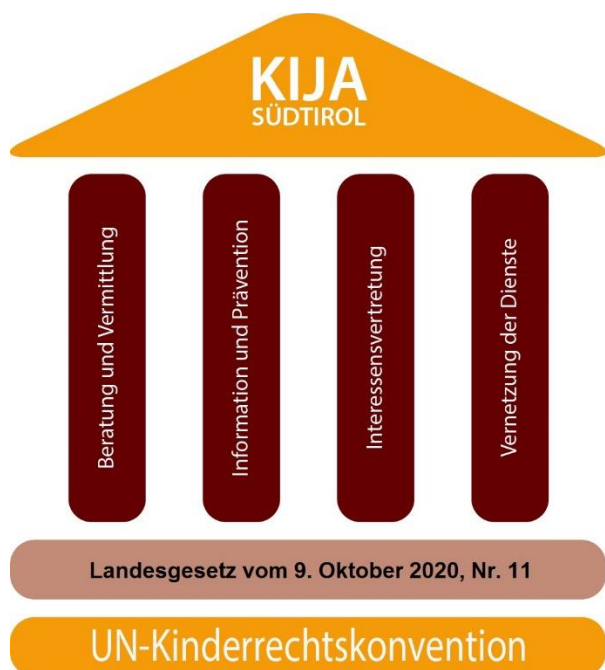 KIJA
SÜDTIROL
Beratung und Vermittlung
Information und Prävention
Interessensvertretung
Vernetzung der Dienste
Landesgesetz vom 9. Oktober 2020, Nr. 11
UN-Kinderrechtskonvention